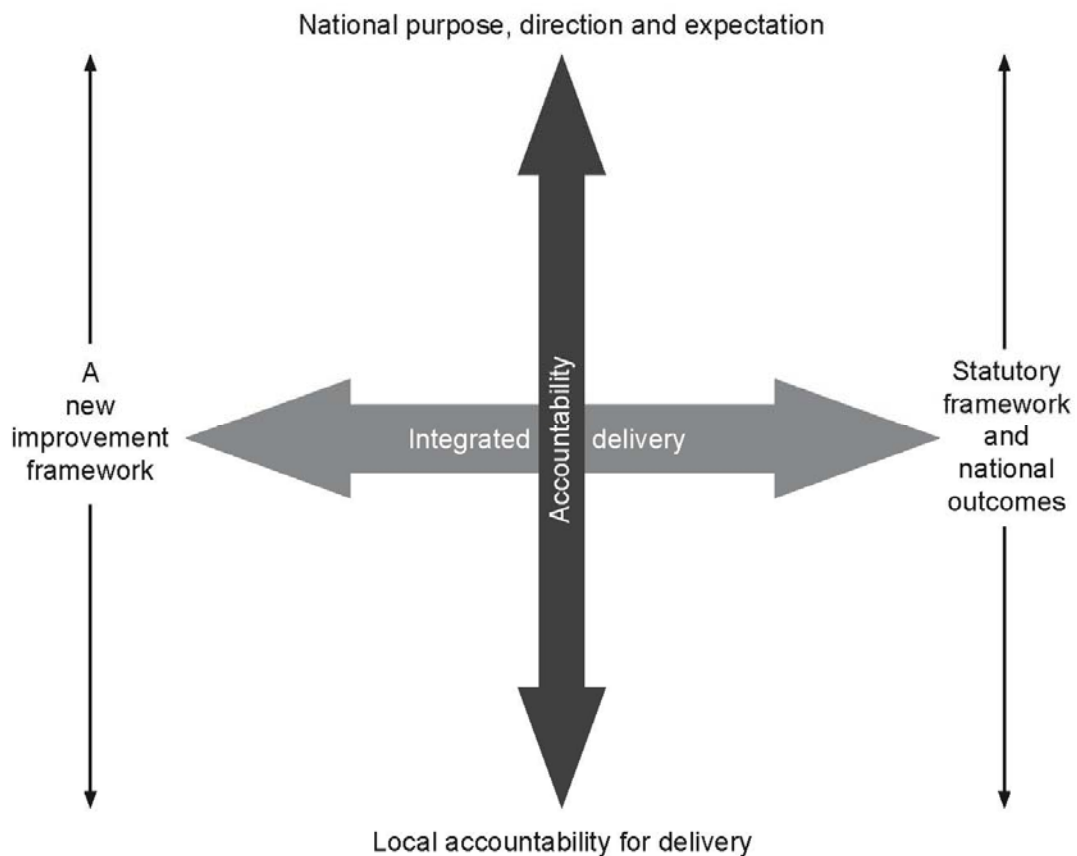 National purpose, direction and expectation
A
new
improvement
framework
Integrated delivery
Accountability
Statutory
framework
and
national
outcomes
Local accountability for delivery